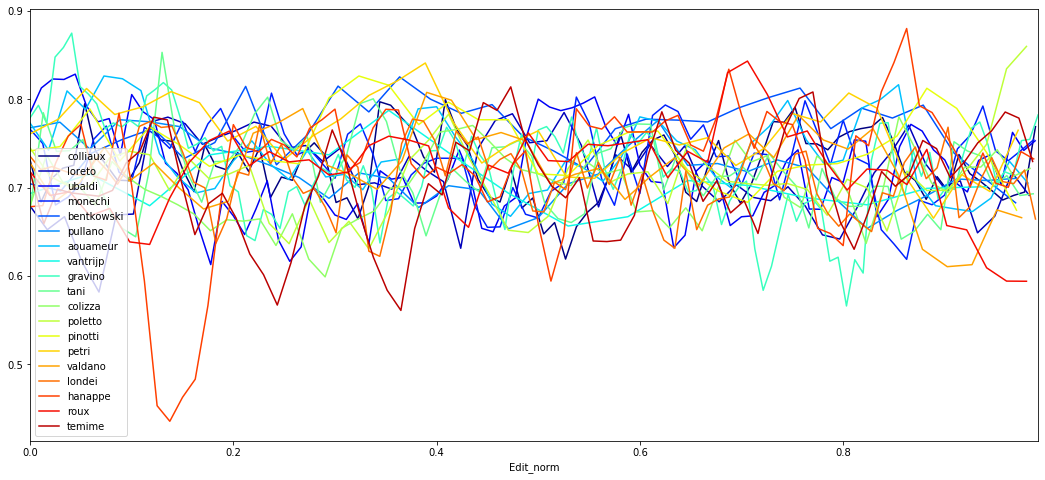 0.9
0.8
0.7
0.6
0.5
colliaux
loreto
ubaldi
monechi
bentkowski
pullano
aouameur
vantrijp
gravino
tani
colizza
poletto
pinotti
petri
valdano
londei
hanappe
roux
temime
0.0 0.2 0.4 0.6 0.8
Edit_norm